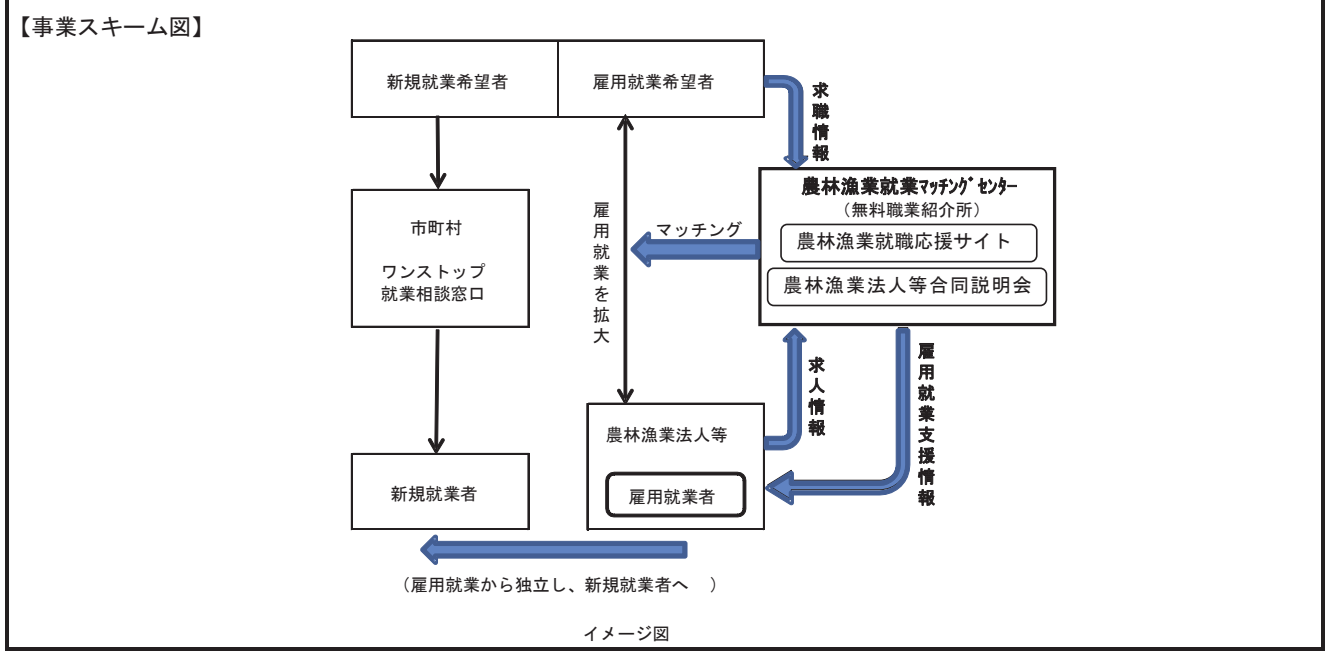 【事業スキーム図】
新規就業希望者
雇用就業希望者
求職情報
農林漁業就業ﾏｯﾁﾝｸﾞｾﾝﾀｰ
（無料職業紹介所）
農林漁業就職応援サイト
農林漁業法人等合同説明会
市町村
ワンストップ
就業相談窓口
雇用就業を拡大
マッチング
求人情報
雇用就業支援情報
農林漁業法人等
雇用就業者
新規就業者
（雇用就業から独立し、新規就業者へ　）
イメージ図